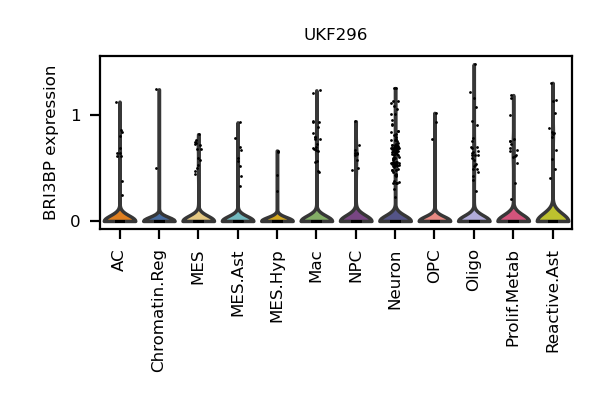 UKF296
BRI3BP expression
1
0
AC
Chromatin.Reg
MES
MES.Ast
MES.Hyp
Mac
NPC
Neuron
OPC
Oligo
Prolif.Metab
Reactive.Ast